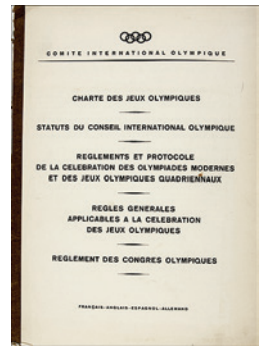 COMITE INTERNATIONAL OLYMPIQUE
CHARTE DES JEUX OLYMPIQUES
STATUTS DU CONSEIL INTERNATIONAL OLYMPIQUE
REGLEMENTS ET PROTOCOLE
DE LA CELEBRATION DES OLYMPIADES MODERNES
ET DES JEUX OLYMPIQUES QUADRIENNAUX
REGLES GENERALES
APPLICABLES A LA CELEBRATION
DES JEUX OLYMPIQUES
REGLEMENT DES CONGRES OLYMPIQUES
FRANÇAIS-ANGLAIS-ESPAGNOL-ALLEMAND